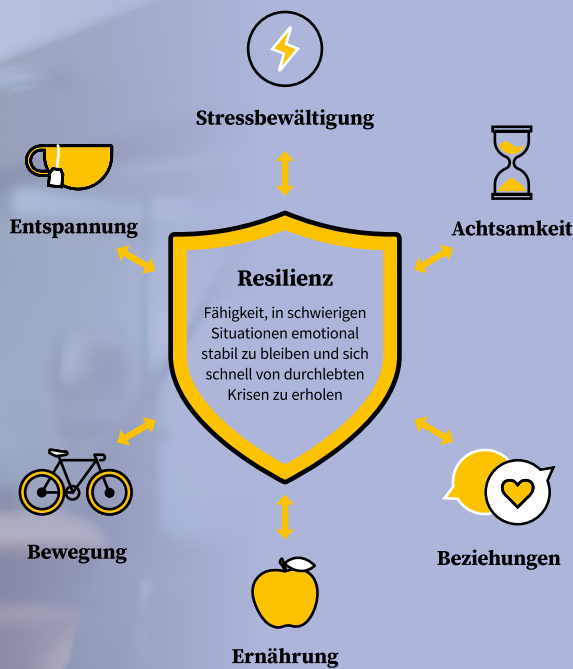 Stressbewältigung
Entspannung
Achtsamkeit
Resilienz
Fähigkeit, in schwierigen
Situationen emotional
stabil zu bleiben und sich
schnell von durchlebten
Krisen zu erholen
Bewegung
Beziehungen
Ernährung